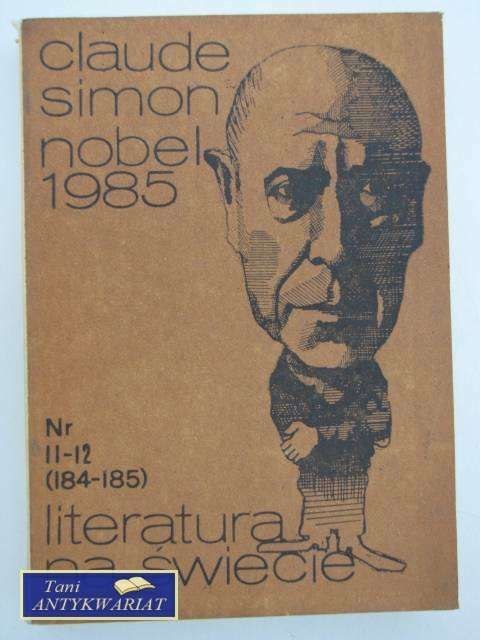 claude
simon
nobel
1985
Nr
11-12
(184-185)
literatura
na świecie
Tani
ANTYKWARIAT